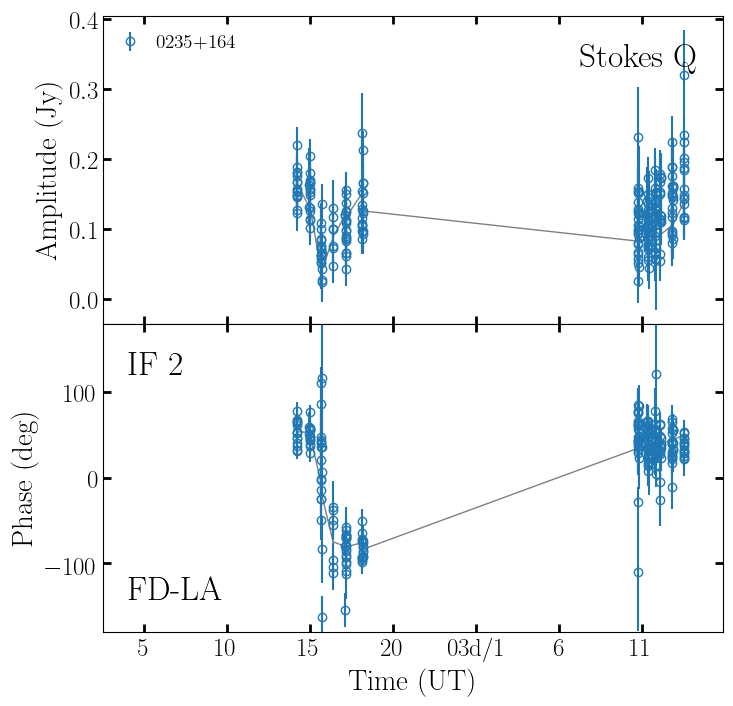 0.4
0235+164
Stokes Q
0.3
0.2
0.1
0.0
Amplitude (Jy)
IF 2
100
0
−100
Phase (deg)
FD-LA
5 10 15 20 03d/1 6 11
Time (UT)